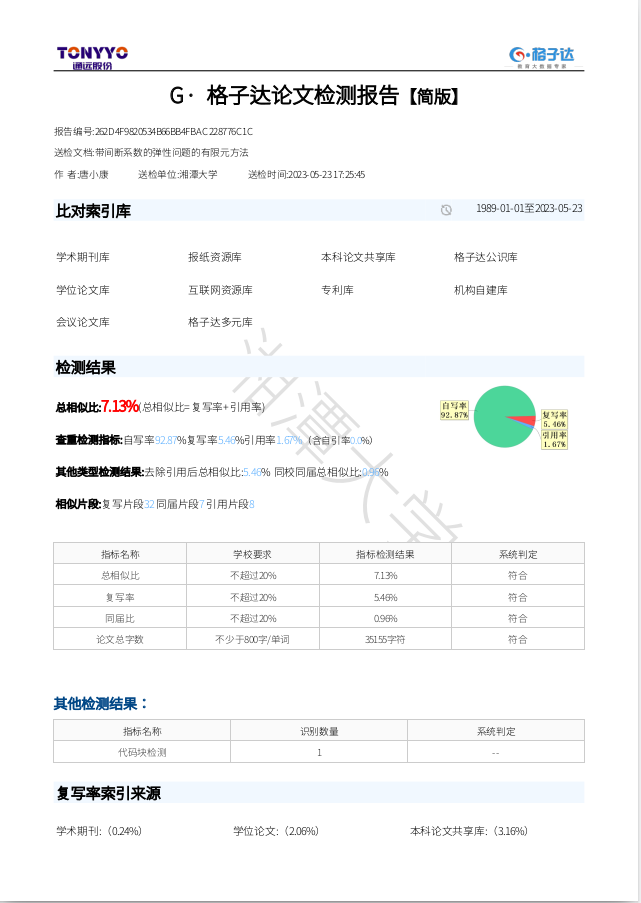 TONYYO
通远股份
格子达
教育大数据专家
G· 格子达论文检测报告【简版】
报告编号:262D4F9820534B66BB4FBAC228776C1C
送检文档:带间断系数的弹性问题的有限元方法
作 者:唐小康 送检单位:湘潭大学 送检时间:2023-05-23 17:25:45
比对索引库 1989-01-01至2023-05-23
学术期刊库 报纸资源库 本科论文共享库 格子达公识库
学位论文库 互联网资源库 专利库 机构自建库
会议论文库 格子达多元库
湘潭大学
检测结果
总相似比:7.13%(总相似比=复写率+引用率)
查重检测指标:自写率92.87%复写率5.46%引用率1.67%（含自引率0.0%）
其他类型检测结果:去除引用后总相似比:5.46% 同校同届总相似比:0.96%
相似片段:复写片段32 同届片段7 引用片段8
自写率
92.87%
复写率
5.46%
引用率
1.67%
指标名称 学校要求 指标检测结果 系统判定
总相似比 不超过20% 7.13% 符合
复写率 不超过20% 5.46% 符合
同届比 不超过20% 0.96% 符合
论文总字数 不少于800字/单词 35155字符 符合
其他检测结果：
指标名称 识别数量 系统判定
代码块检测 1 --
复写率索引来源
学术期刊:（0.24%） 学位论文:（2.06%） 本科论文共享库:（3.16%）